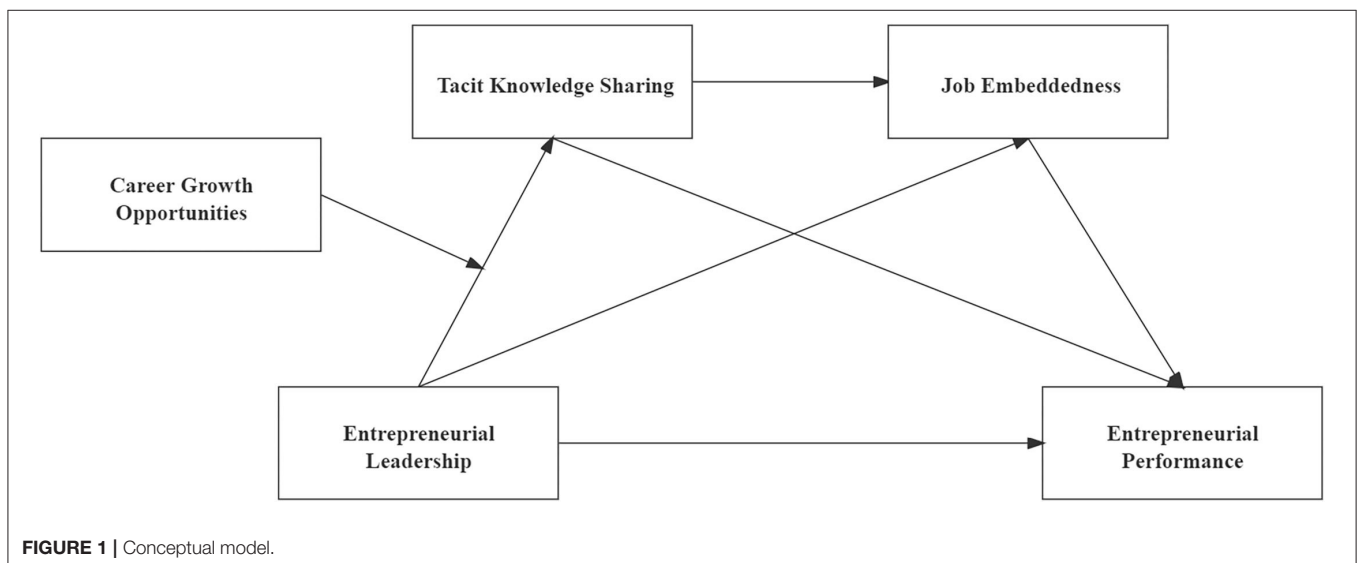 Tacit Knowledge Sharing
Job Embeddedness
Career Growth
Opportunities
Entrepreneurial
Leadership
Entrepreneurial
Performance
FIGURE 1 | Conceptual model.